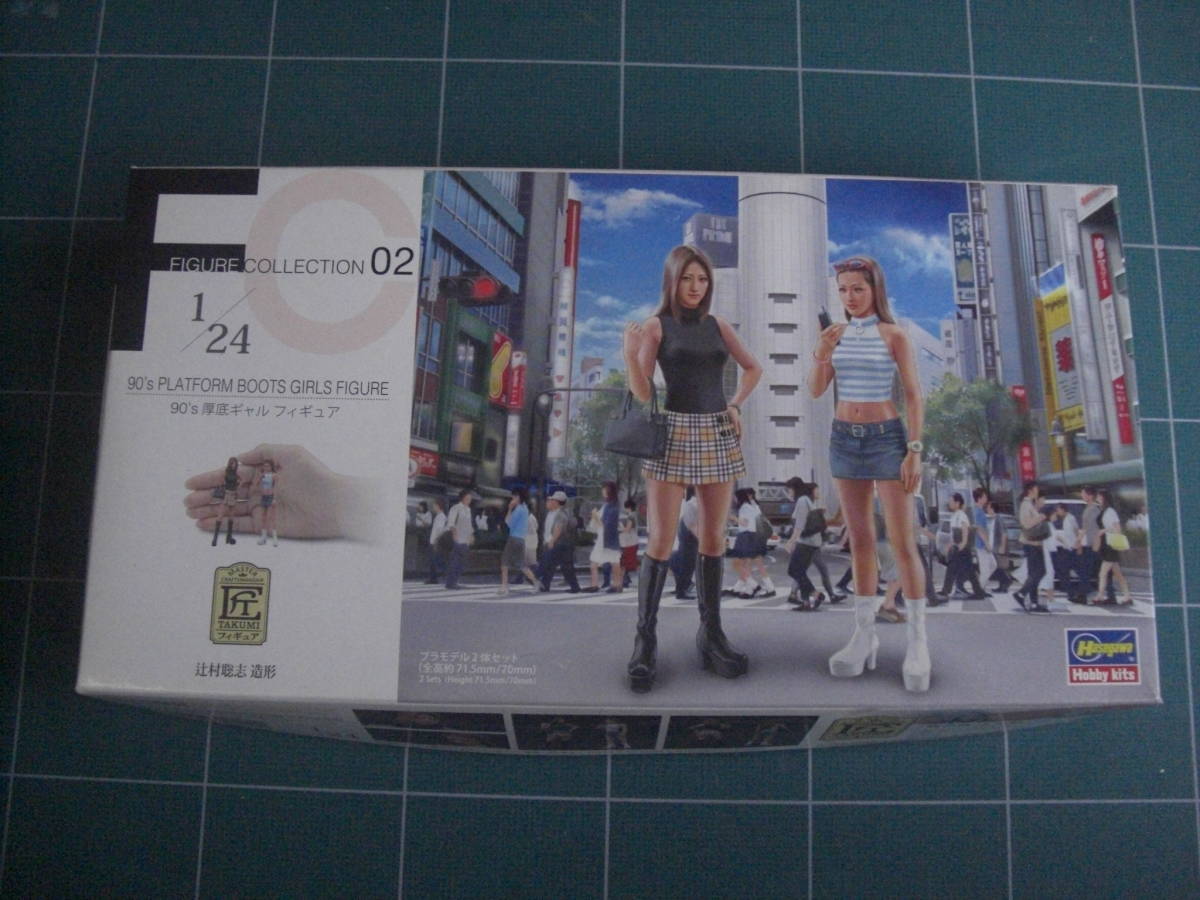 FIGURE COLLECTION 02
1/24
90's PLATFORM BOOTS GIRLS FIGURE
90's 厚底ギャル フィギュア
MASTER
CRAFTSMANSHIP
匠
TAKUMI
フィギュア
辻村聡志 造形
プラモデル2体セット
[全高約 71.5mm/70mm]
2 Sets (Height 71.5mm/70mm)
薬
Hasegawa
Hobby kits